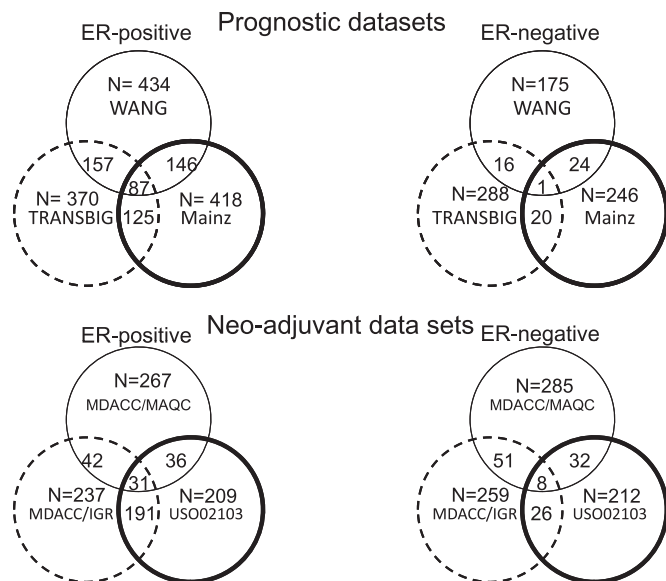 Prognostic datasets
ER-positive
ER-negative
N= 434
WANG
157
146
87
N= 370
TRANSBIG
125
N= 418
Mainz
N=175
WANG
16
24
1
N=288
TRANSBIG
20
N=246
Mainz
Neo-adjuvant data sets
ER-positive
ER-negative
N=267
MDACC/MAQC
42
36
31
N=237
MDACC/IGR
191
N=209
USO02103
N=285
MDACC/MAQC
51
32
8
N=259
MDACC/IGR
26
N=212
USO02103